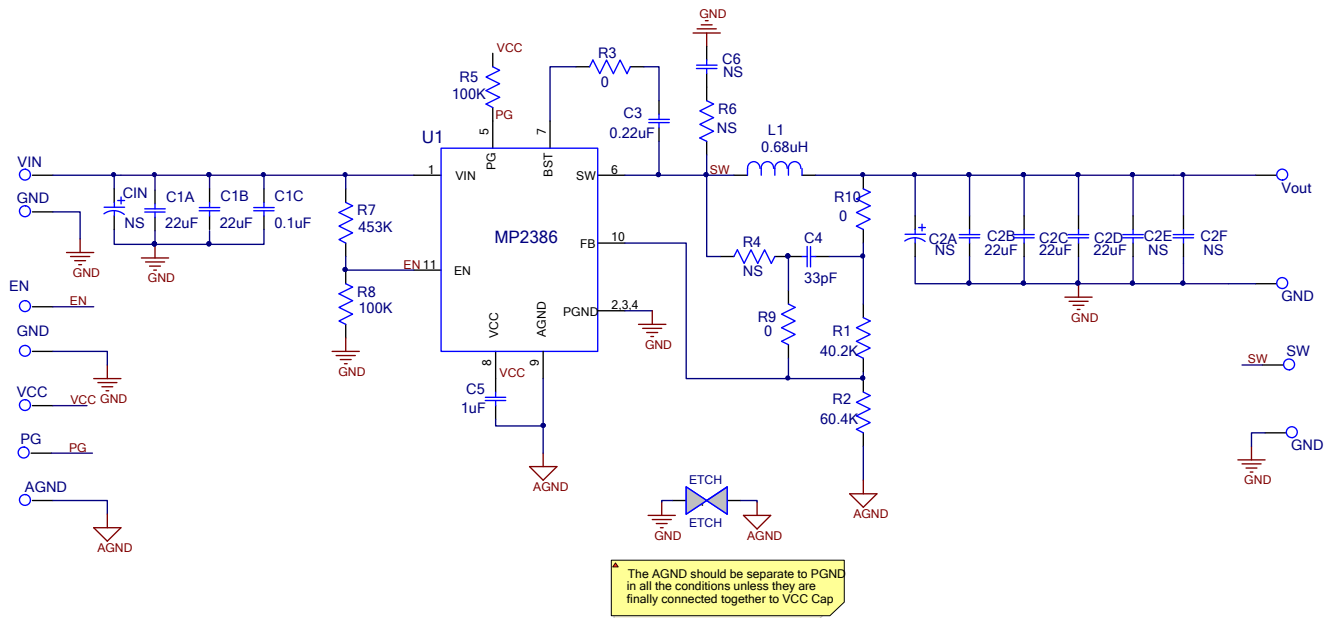 GND
VCC
R3
0
C6
NS
R5
100K
PG
5
7
C3
0.22uF
R6
NS
L1
0.68uH
U1
VIN
1
VIN
PG
BST
SW
6
SW
Vout
GND
CIN
NS
C1A
22uF
C1B
22uF
C1C
0.1uF
GND
GND
R7
453K
R10
0
C2A
NS
C2B
22uF
C2C
22uF
C2D
22uF
C2E
NS
C2F
NS
MP2386
FB
10
R4
NS
C4
33pF
EN
11
EN
EN
EN
R8
100K
GND
VCC
AGND
PGND
2,3,4
GND
R9
0
R1
40.2K
GND
GND
GND
GND
8
9
VCC
C5
1uF
SW
SW
VCC
VCC
R2
60.4K
PG
PG
GND
GND
AGND
AGND
AGND
AGND
ETCH
ETCH
GND
AGND
The AGND should be separate to PGND
in all the conditions unless they are
finally connected together to VCC Cap